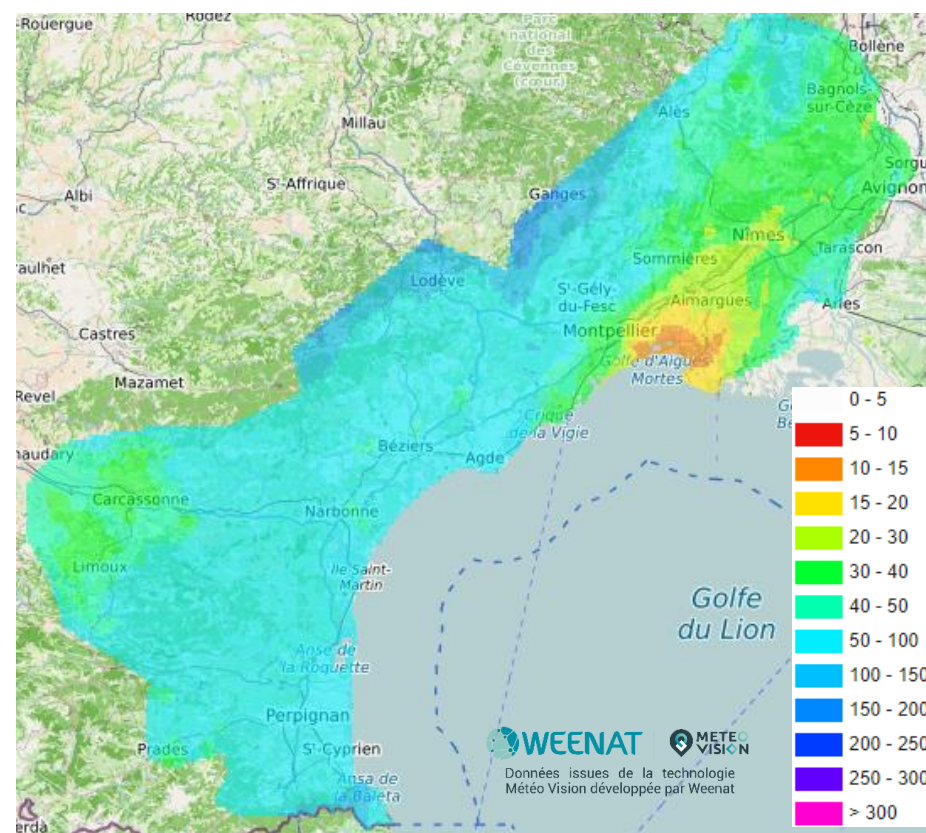 -Rouergue
Rodez
Parc
national
des
Cévennes
(cœur)
Bollène
Bagnols-
sur-Cèze
Alès
Millau
Sorgu
Sᵗ-Affrique
Albi
Ganges
Avignon
Nîmes
Tarascon
Sommières
raulhet
Lodève
Sᵗ-Gély-
du-Fesc
Aimargues
Arles
Castres
Montpellier
Golfe d'Aigues
Mortes
Mazamet
Revel
Crique
de la Vigie
naudary
Béziers
Agde
Carcassonne
Narbonne
Limoux
Ile Saint-
Martin
Golfe
du Lion
Anse de
la Roquette
Perpignan
Prades
Sᵗ-Cyprien
Ansa de
la Baleta
erdà
0 - 5
5 - 10
10 - 15
15 - 20
20 - 30
30 - 40
40 - 50
50 - 100
100 - 150
150 - 200
200 - 250
250 - 300
> 300
WEENAT
METEO
VISION
Données issues de la technologie
Météo Vision développée par Weenat